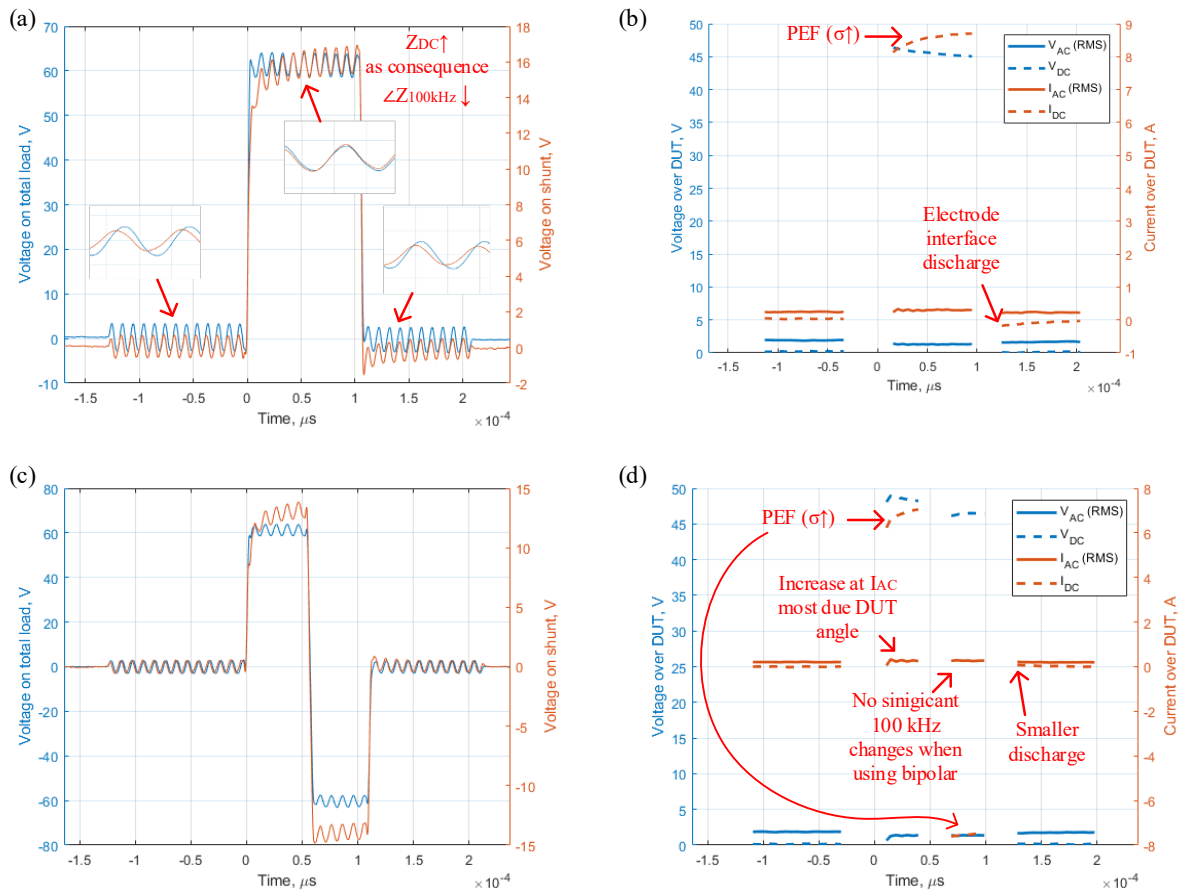 (a)
70
60
50
40
30
20
10
0
-10
Voltage on total load, V
18
16
14
12
10
8
6
4
2
0
-2
Voltage on shunt, V
ZDC↑
as consequence
∠Z100kHz↓
-1.5
-1
-0.5
0
0.5
1
1.5
2
Time, μs
× 10⁻⁴
(b)
50
45
40
35
30
25
20
15
10
5
0
Voltage over DUT, V
9
8
7
6
5
4
3
2
1
0
-1
Current over DUT, A
PEF (σ↑)
V_AC (RMS)
V_DC
I_AC (RMS)
I_DC
Electrode
interface
discharge
-1.5
-1
-0.5
0
0.5
1
1.5
2
Time, μs
× 10⁻⁴
(c)
80
60
40
20
0
-20
-40
-60
-80
Voltage on total load, V
15
10
5
0
-5
-10
-15
Voltage on shunt, V
-1.5
-1
-0.5
0
0.5
1
1.5
2
Time, μs
× 10⁻⁴
(d)
50
45
40
35
30
25
20
15
10
5
0
Voltage over DUT, V
8
6
4
2
0
-2
-4
-6
-8
Current over DUT, A
PEF (σ↑)
V_AC (RMS)
V_DC
I_AC (RMS)
I_DC
Increase at IAC
most due DUT
angle
No sinigicant
100 kHz
changes when
using bipolar
Smaller
discharge
-1.5
-1
-0.5
0
0.5
1
1.5
2
Time, μs
× 10⁻⁴